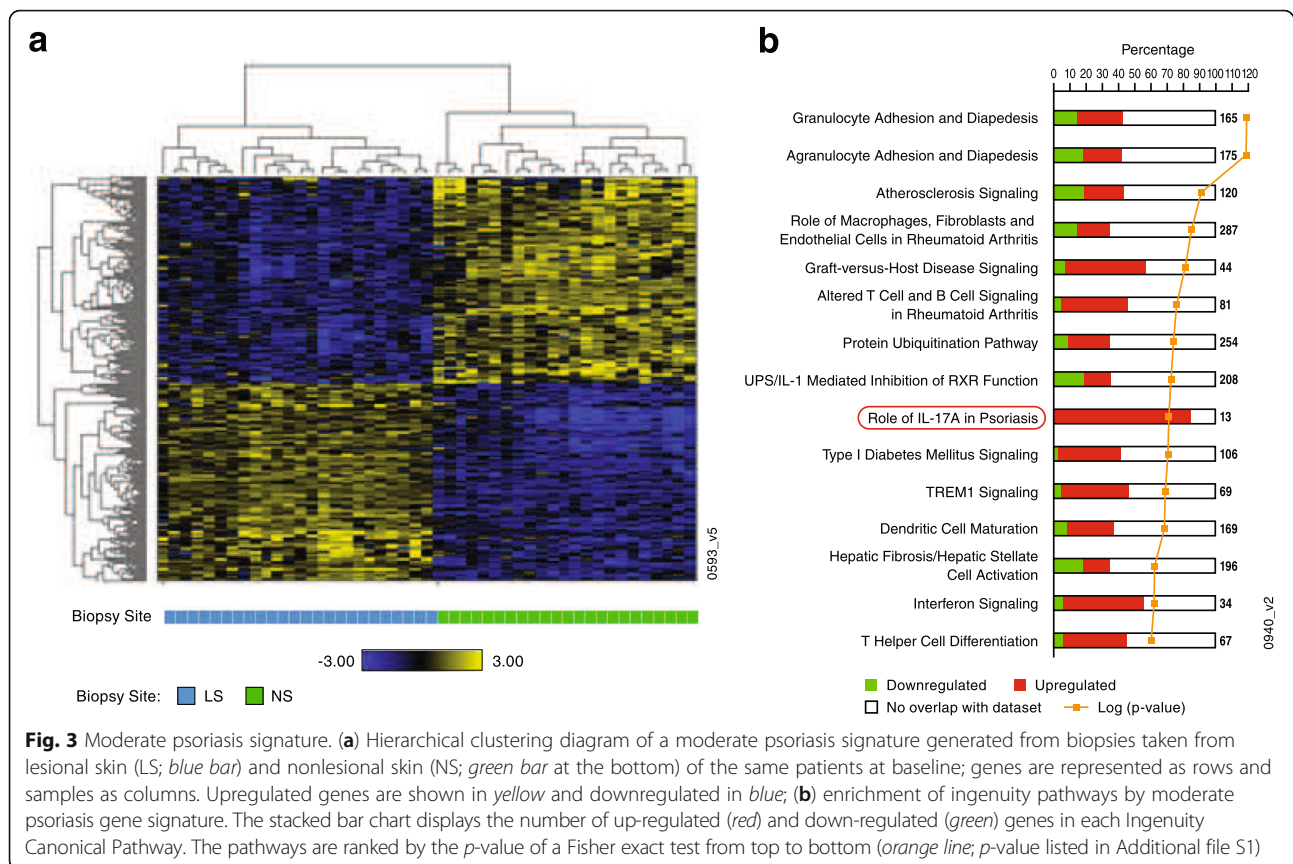 a
0593_v5
Biopsy Site
-3.00 3.00
Biopsy Site: LS NS
b
Percentage
0 10 20 30 40 50 60 70 80 90 100 110 120
Granulocyte Adhesion and Diapedesis 165
Agranulocyte Adhesion and Diapedesis 175
Atherosclerosis Signaling 120
Role of Macrophages, Fibroblasts and
Endothelial Cells in Rheumatoid Arthritis 287
Graft-versus-Host Disease Signaling 44
Altered T Cell and B Cell Signaling
in Rheumatoid Arthritis 81
Protein Ubiquitination Pathway 254
UPS/IL-1 Mediated Inhibition of RXR Function 208
Role of IL-17A in Psoriasis 13
Type I Diabetes Mellitus Signaling 106
TREM1 Signaling 69
Dendritic Cell Maturation 169
Hepatic Fibrosis/Hepatic Stellate
Cell Activation 196
Interferon Signaling 34
T Helper Cell Differentiation 67
0940_v2
Downregulated Upregulated
No overlap with dataset Log (p-value)
Fig. 3 Moderate psoriasis signature. (a) Hierarchical clustering diagram of a moderate psoriasis signature generated from biopsies taken from
lesional skin (LS; blue bar) and nonlesional skin (NS; green bar at the bottom) of the same patients at baseline; genes are represented as rows and
samples as columns. Upregulated genes are shown in yellow and downregulated in blue; (b) enrichment of ingenuity pathways by moderate
psoriasis gene signature. The stacked bar chart displays the number of up-regulated (red) and down-regulated (green) genes in each Ingenuity
Canonical Pathway. The pathways are ranked by the p-value of a Fisher exact test from top to bottom (orange line; p-value listed in Additional file S1)